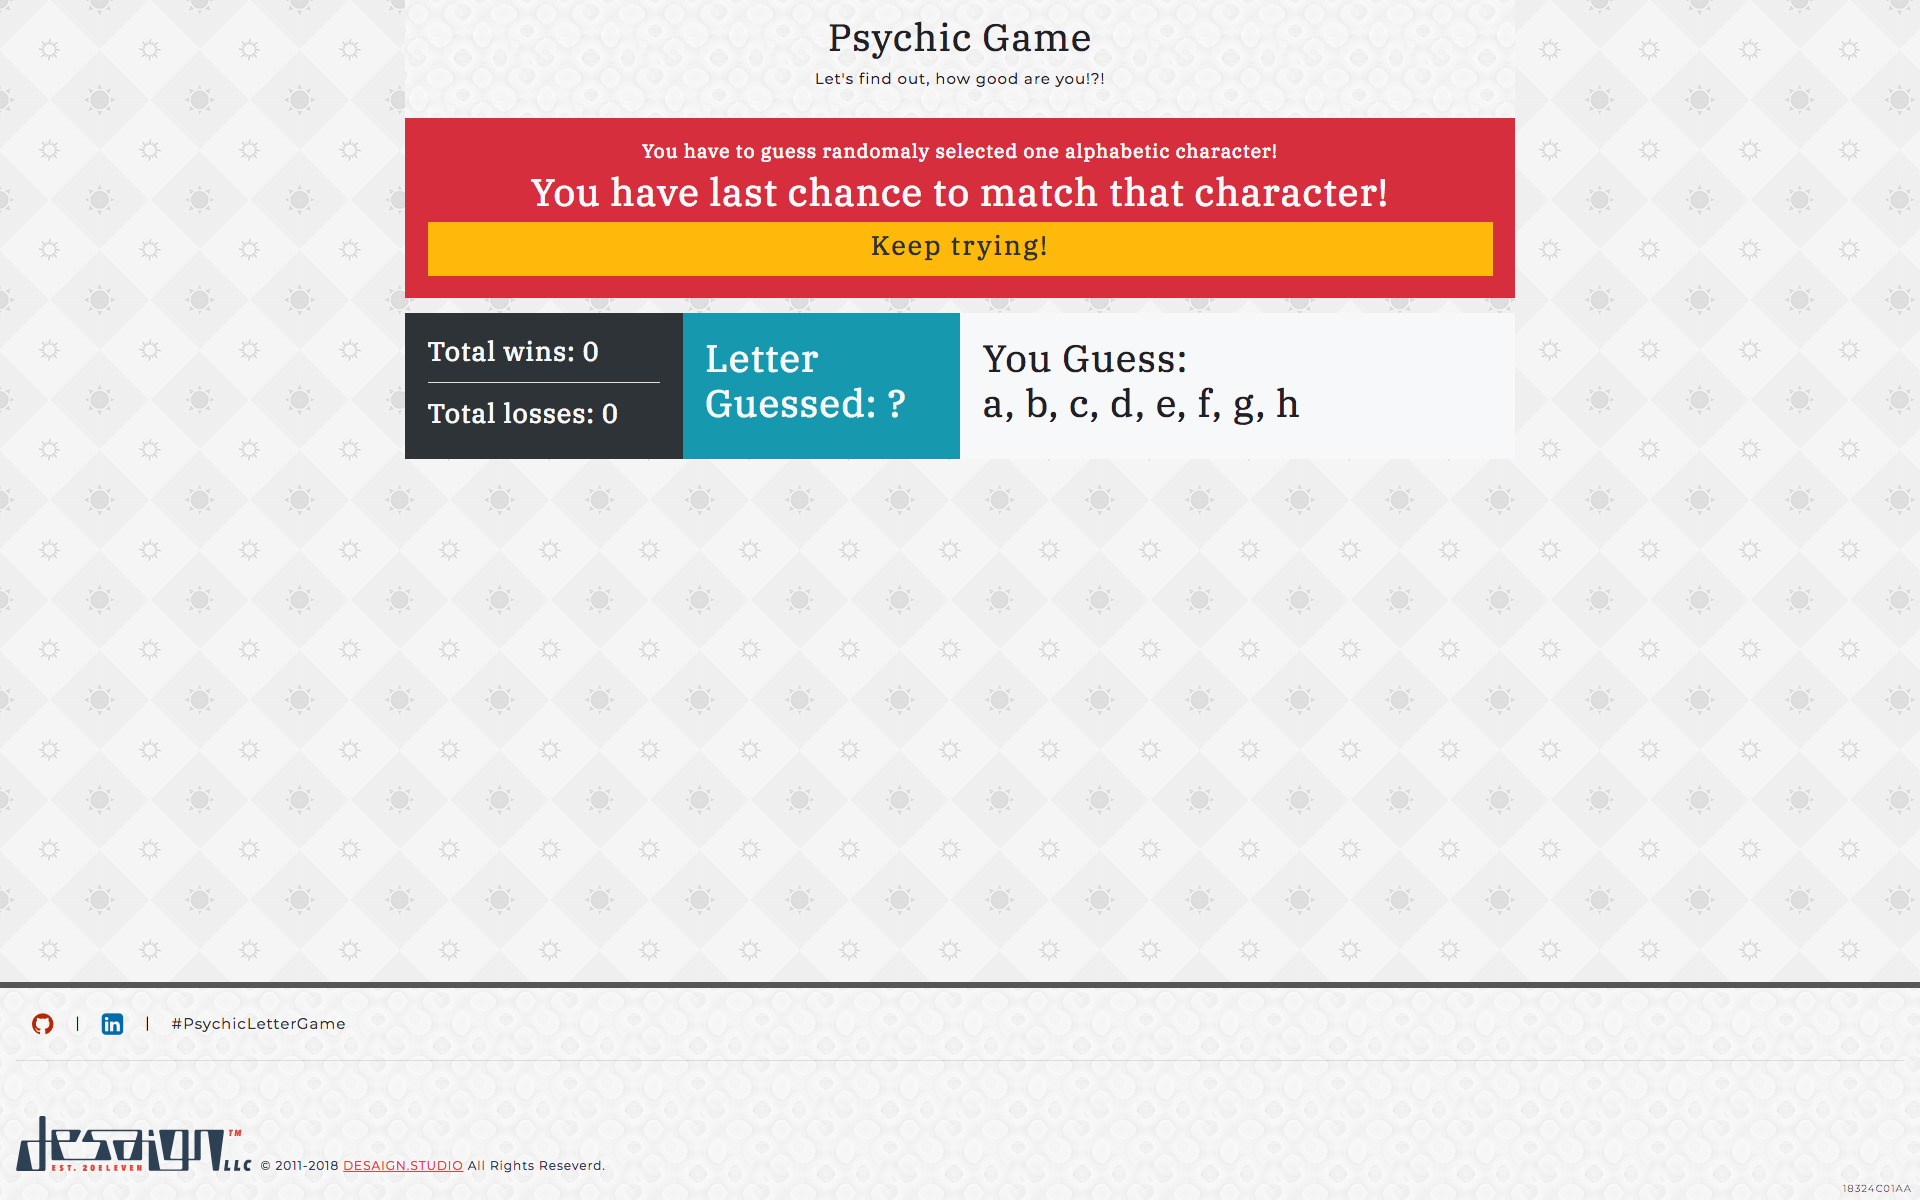 Psychic Game
Let's find out, how good are you!?!
You have to guess randomaly selected one alphabetic character!
You have last chance to match that character!
Keep trying!
Total wins: 0
Total losses: 0
Letter
Guessed: ?
You Guess:
a, b, c, d, e, f, g, h
| | #PsychicLetterGame
desaign TM
EST. 20ELEVEN LLC © 2011-2018 DESAIGN.STUDIO All Rights Reseverd.
18324C01AA